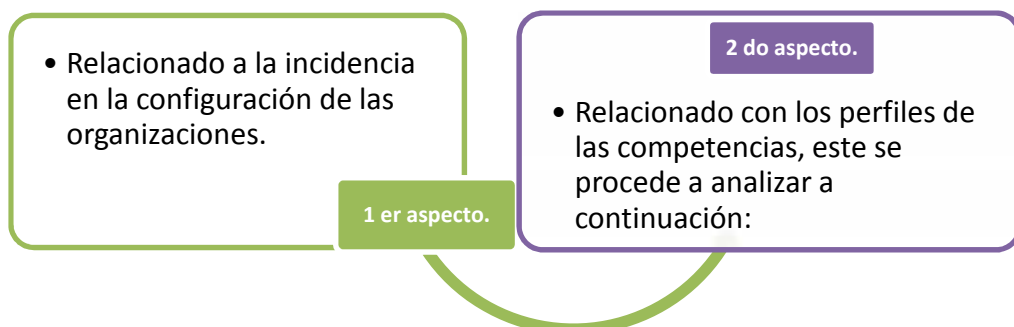 • Relacionado a la incidencia
en la configuración de las
organizaciones.
1 er aspecto.
2 do aspecto.
• Relacionado con los perfiles de
las competencias, este se
procede a analizar a
continuación: